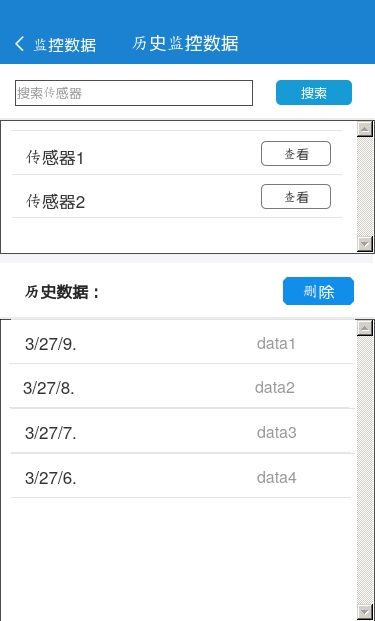 监控数据 历史监控数据
搜索传感器 搜索
传感器1 查看
传感器2 查看
历史数据： 删除
3/27/9. data1
3/27/8. data2
3/27/7. data3
3/27/6. data4